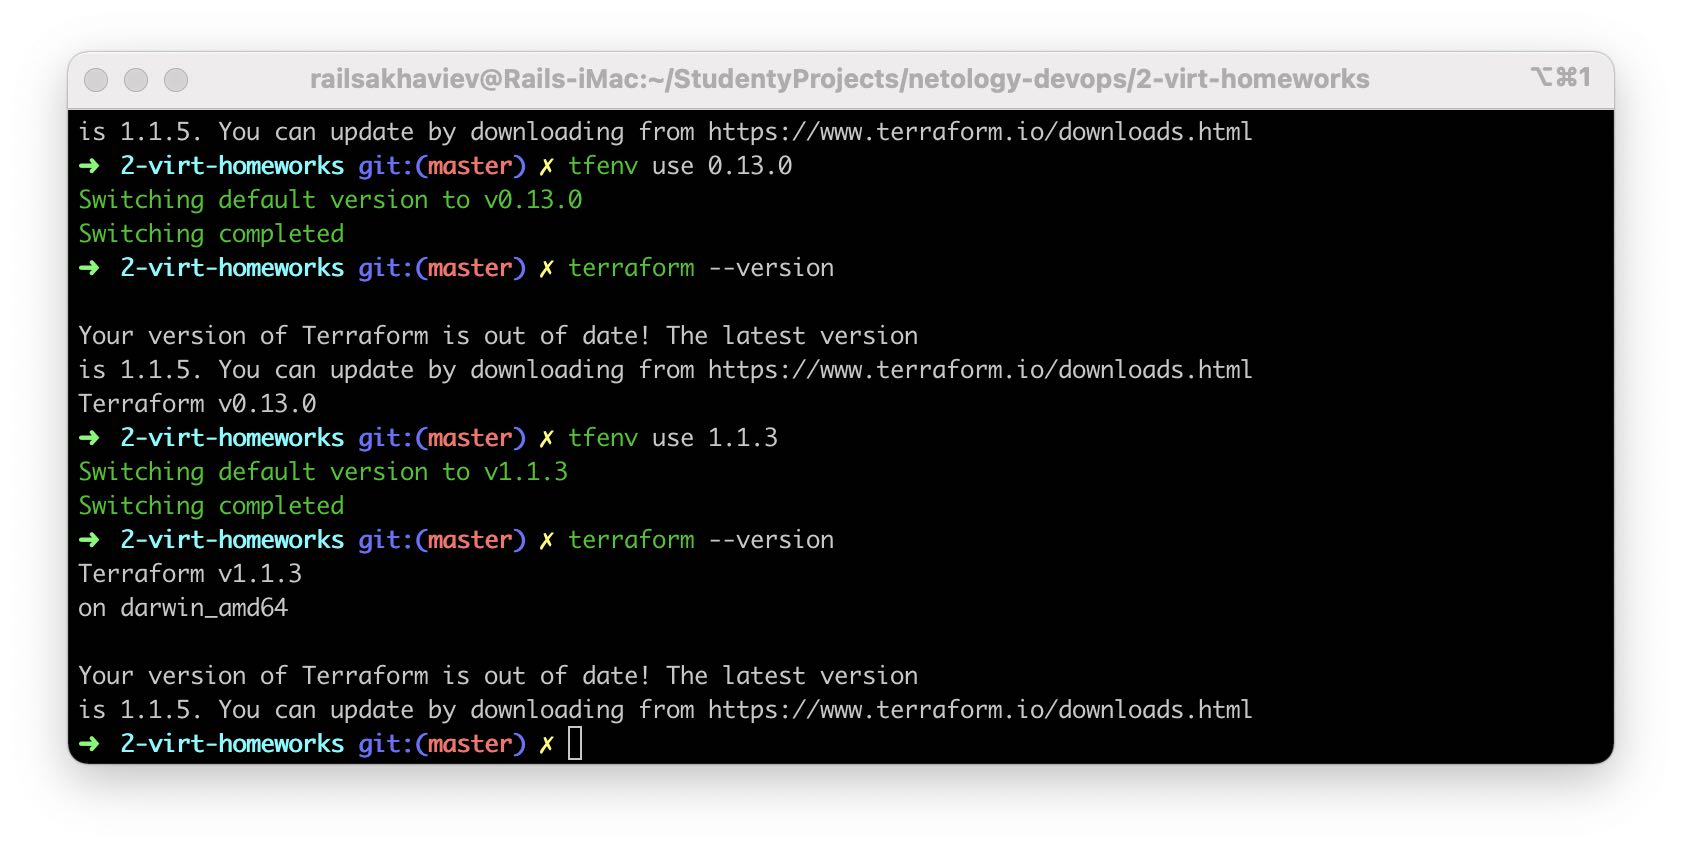 railsakhaviev@Rails-iMac:~/StudentyProjects/netology-devops/2-virt-homeworks ⌥⌘1
is 1.1.5. You can update by downloading from https://www.terraform.io/downloads.html
➜ 2-virt-homeworks git:(master) ✗ tfenv use 0.13.0
Switching default version to v0.13.0
Switching completed
➜ 2-virt-homeworks git:(master) ✗ terraform --version
Your version of Terraform is out of date! The latest version
is 1.1.5. You can update by downloading from https://www.terraform.io/downloads.html
Terraform v0.13.0
➜ 2-virt-homeworks git:(master) ✗ tfenv use 1.1.3
Switching default version to v1.1.3
Switching completed
➜ 2-virt-homeworks git:(master) ✗ terraform --version
Terraform v1.1.3
on darwin_amd64
Your version of Terraform is out of date! The latest version
is 1.1.5. You can update by downloading from https://www.terraform.io/downloads.html
➜ 2-virt-homeworks git:(master) ✗